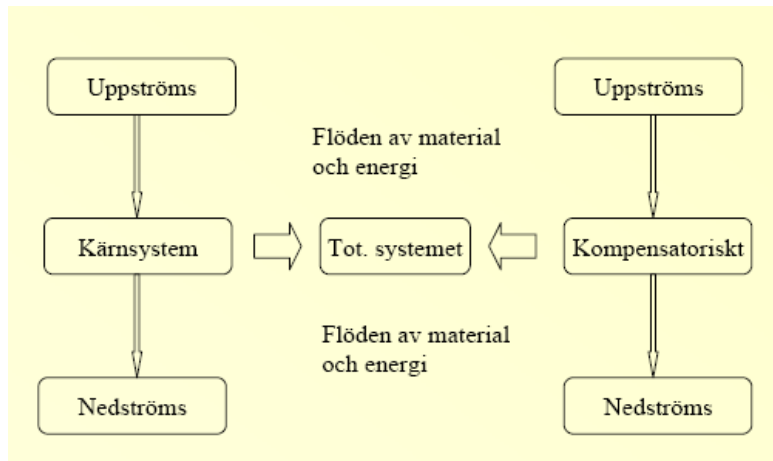 Uppströms
Uppströms
Flöden av material
och energi
Kärnsystem
Tot. systemet
Kompensatoriskt
Flöden av material
och energi
Nedströms
Nedströms